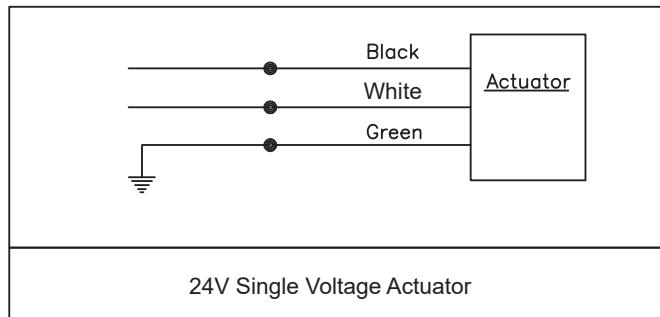 Black
White
Actuator
Green
24V Single Voltage Actuator